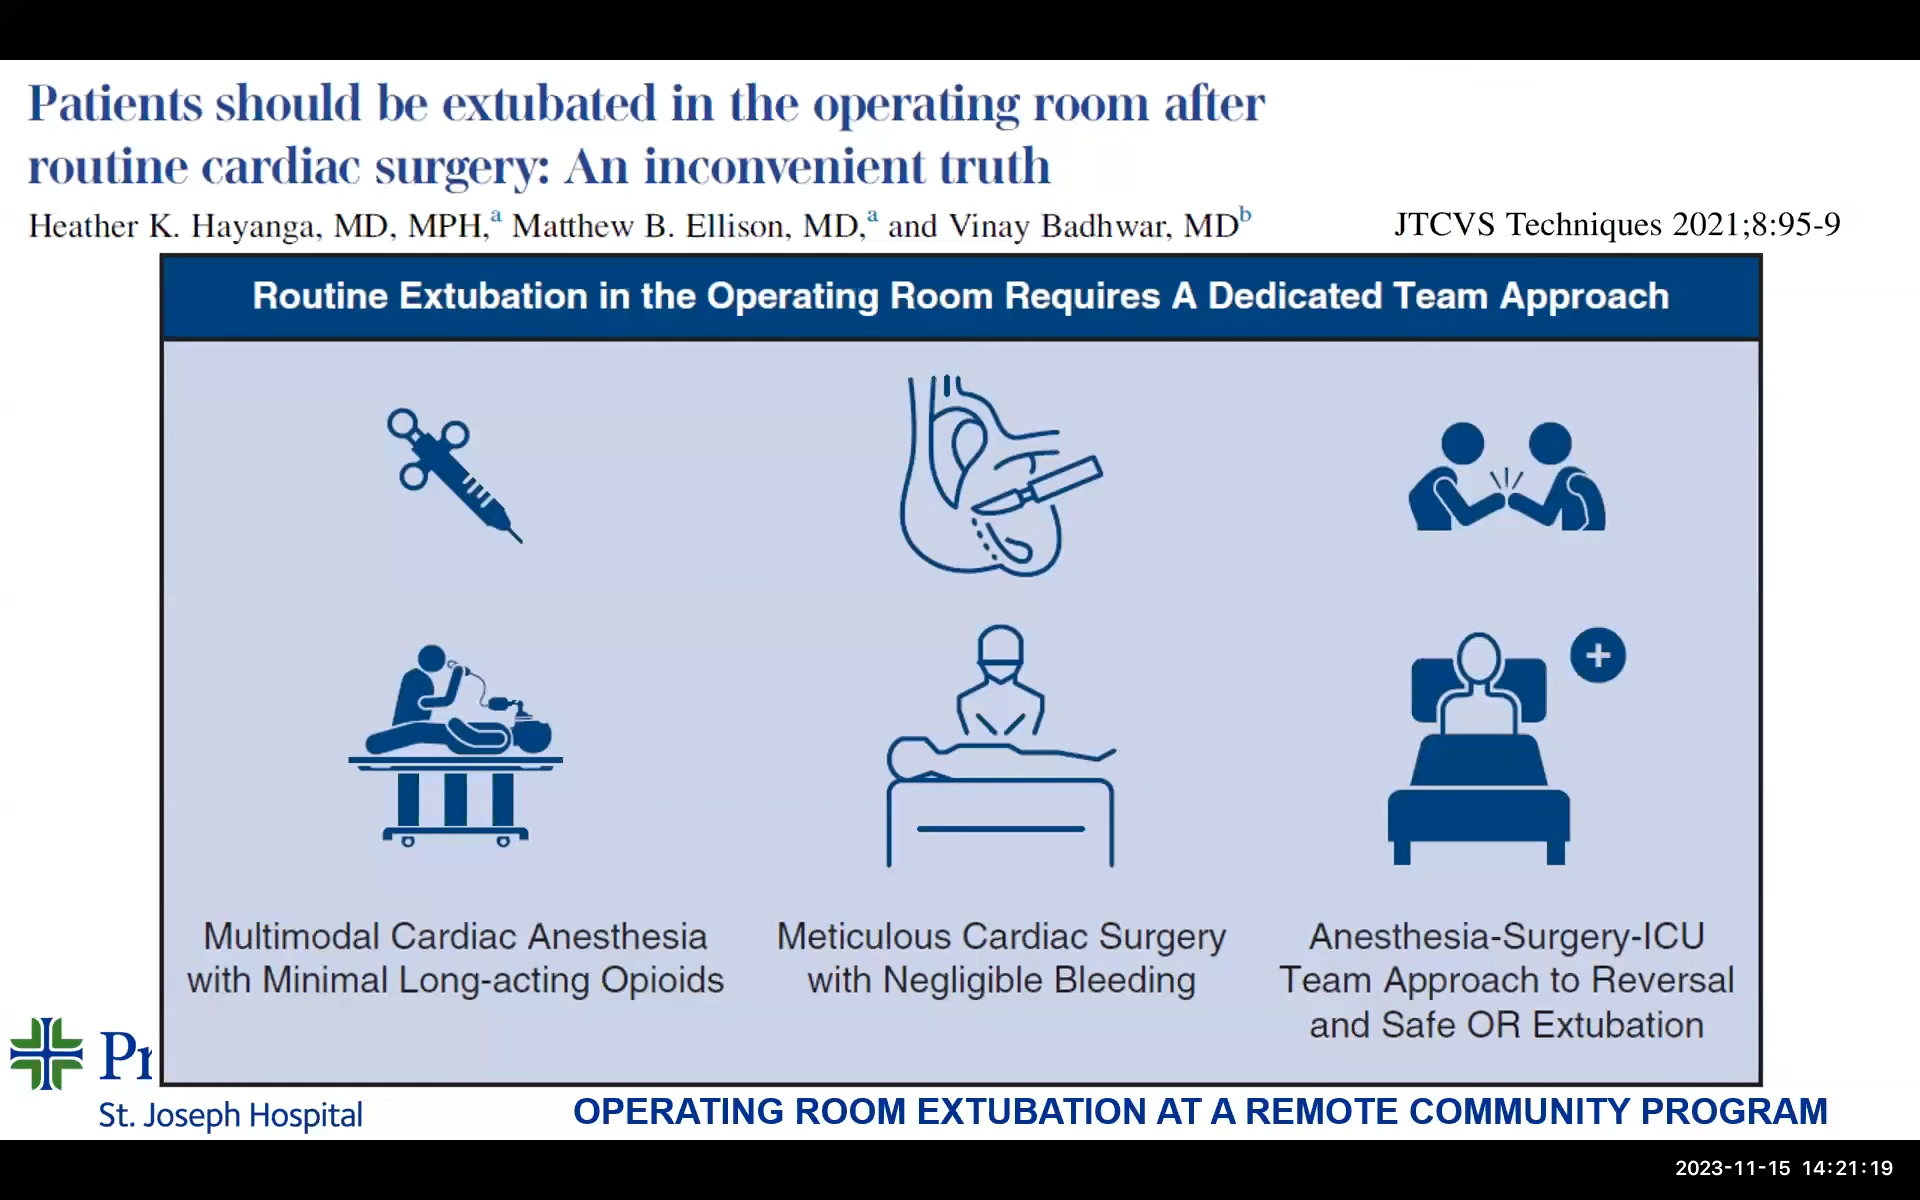 Patients should be extubated in the operating room after
routine cardiac surgery: An inconvenient truth
Heather K. Hayanga, MD, MPH,a Matthew B. Ellison, MD,a and Vinay Badhwar, MDb
JTCVS Techniques 2021;8:95-9
Routine Extubation in the Operating Room Requires A Dedicated Team Approach
Multimodal Cardiac Anesthesia
with Minimal Long-acting Opioids
Meticulous Cardiac Surgery
with Negligible Bleeding
Anesthesia-Surgery-ICU
Team Approach to Reversal
and Safe OR Extubation
St. Joseph Hospital
OPERATING ROOM EXTUBATION AT A REMOTE COMMUNITY PROGRAM
2023-11-15 14:21:19